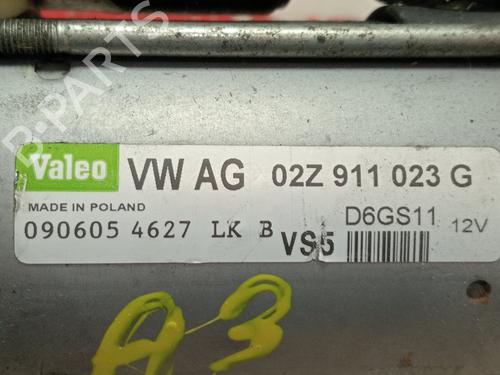 Valeo VW AG 02Z 911 023 G
MADE IN POLAND
D6GS11 12V
090605 4627 LK B VS5
A3
B-PARTS